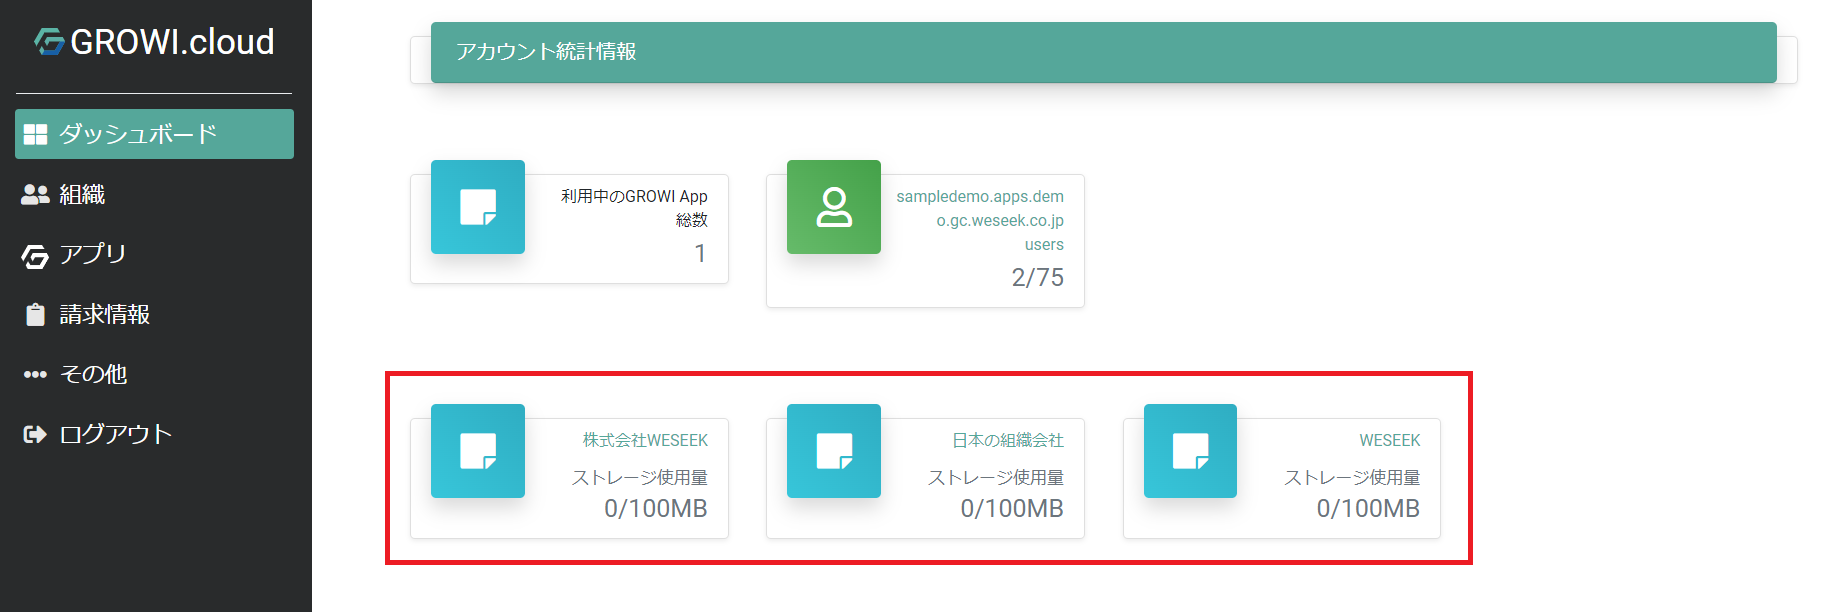 GROWI.cloud
ダッシュボード
組織
アプリ
請求情報
その他
ログアウト
アカウント統計情報
利用中のGROWI App
総数
1
sampledemo.apps.dem
o.gc.weseek.co.jp
users
2/75
株式会社WESEEK
ストレージ使用量
0/100MB
日本の組織会社
ストレージ使用量
0/100MB
WESEEK
ストレージ使用量
0/100MB